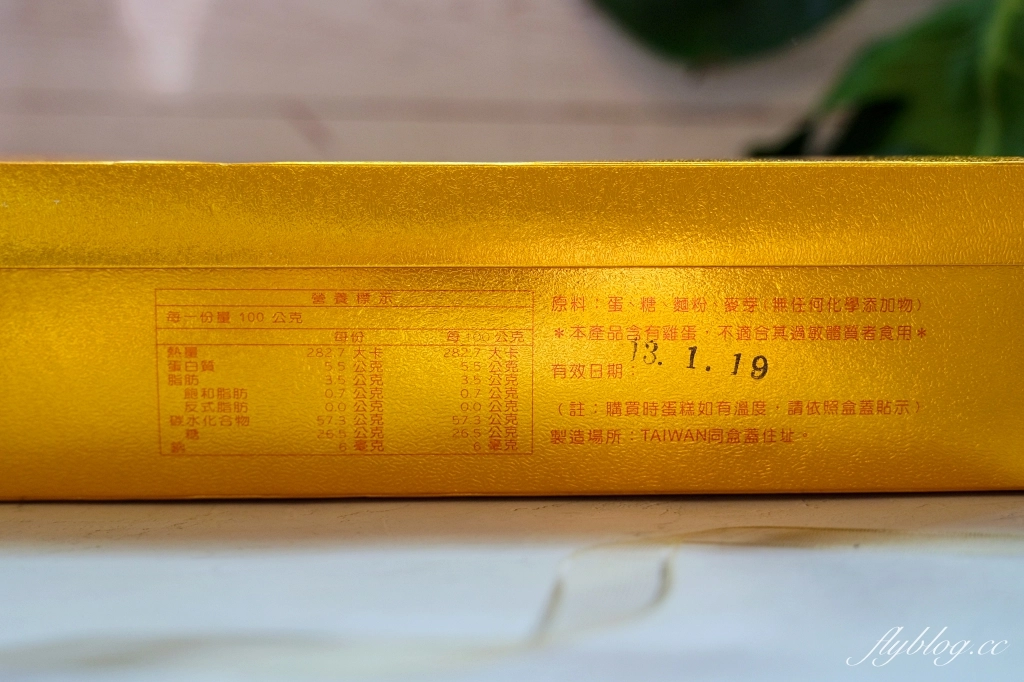 營養標示
每一份量 100 公克
每份 每 100 公克
熱量 282.7 大卡 282.7 大卡
蛋白質 5.5 公克 5.5 公克
脂肪 3.5 公克 3.5 公克
飽和脂肪 0.7 公克 0.7 公克
反式脂肪 0.0 公克 0.0 公克
碳水化合物 57.3 公克 57.3 公克
糖 26.5 公克 26.5 公克
鈉 6 毫克 6 毫克
原料：蛋、糖、麵粉、麥芽(無任何化學添加物)
＊本產品含有雞蛋，不適合其過敏體質者食用＊
有效日期：13.1.19
(註：購買時蛋糕如有溫度，請依照盒蓋貼示)
製造場所：TAIWAN同盒蓋住址。
flyblog.cc